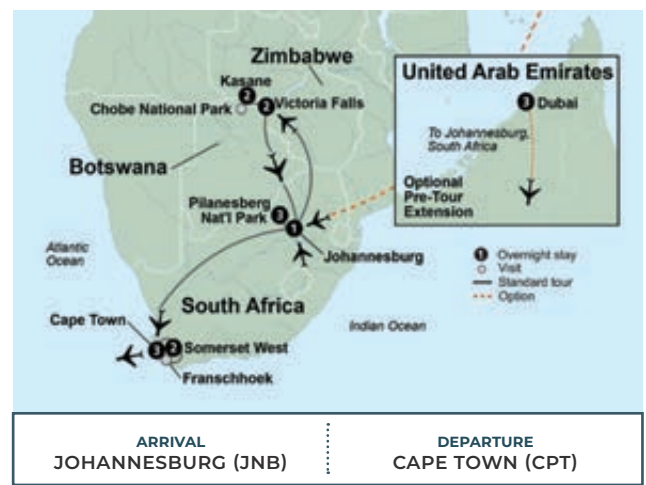 Zimbabwe
Kasane
2
Chobe National Park
2 Victoria Falls
Botswana
Pilanesberg
Nat'l Park
3
1
Johannesburg
Atlantic
Ocean
South Africa
Cape Town
3 2 Somerset West
Franschhoek
Indian Ocean
United Arab Emirates
3 Dubai
To Johannesburg,
South Africa
Optional
Pre-Tour
Extension
1 Overnight stay
Visit
Standard tour
Option
ARRIVAL
JOHANNESBURG (JNB)
DEPARTURE
CAPE TOWN (CPT)